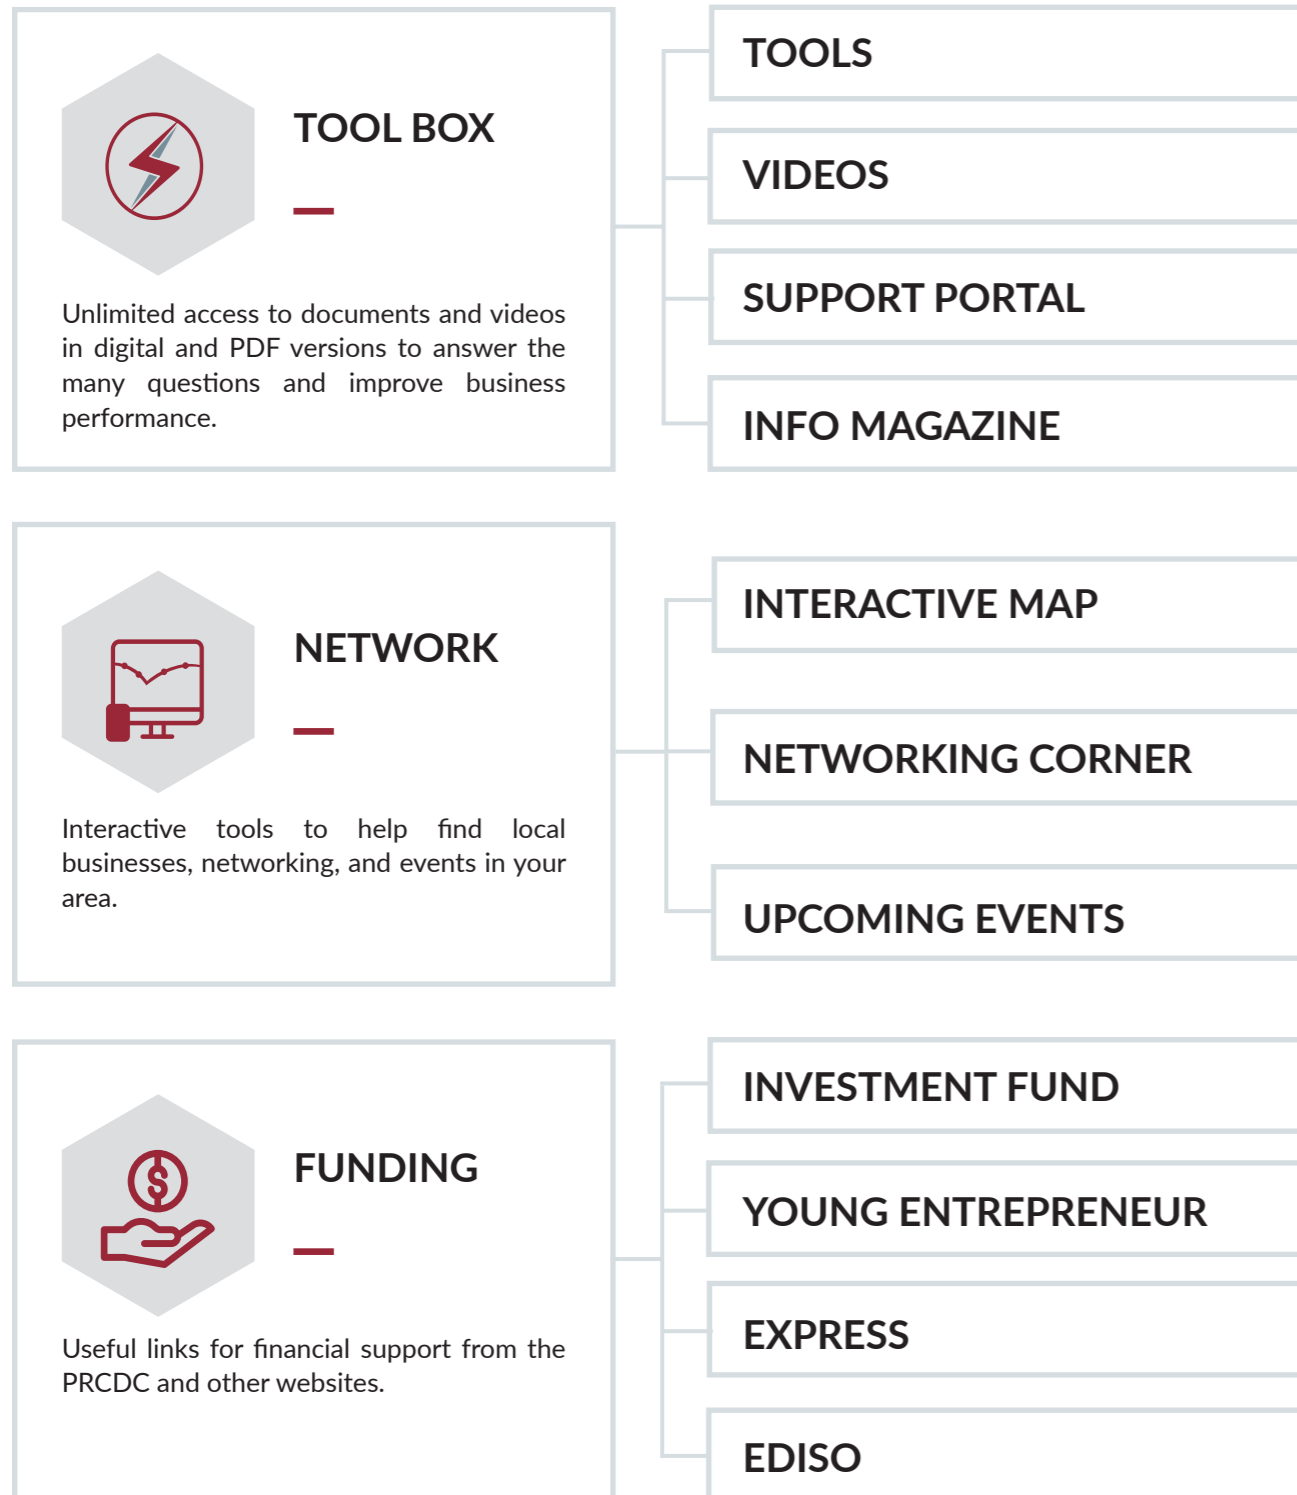 TOOL BOX
Unlimited access to documents and videos
in digital and PDF versions to answer the
many questions and improve business
performance.
TOOLS
VIDEOS
SUPPORT PORTAL
INFO MAGAZINE
NETWORK
Interactive tools to help find local
businesses, networking, and events in your
area.
INTERACTIVE MAP
NETWORKING CORNER
UPCOMING EVENTS
$
FUNDING
Useful links for financial support from the
PRCDC and other websites.
INVESTMENT FUND
YOUNG ENTREPRENEUR
EXPRESS
EDISO